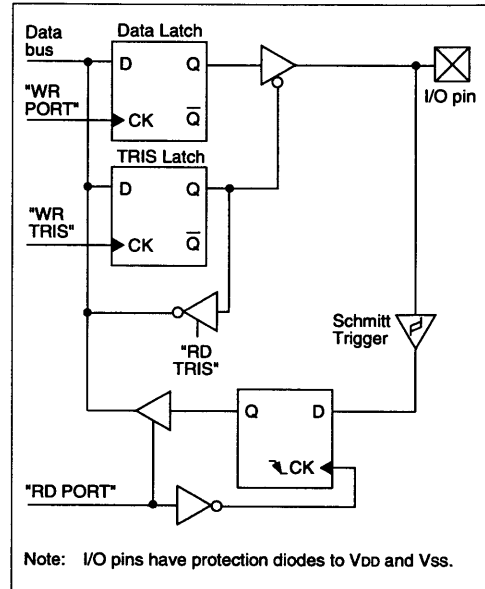 Data
bus
Data Latch
D Q
"WR
PORT"
CK Q̅
I/O pin
TRIS Latch
D Q
"WR
TRIS"
CK Q̅
Schmitt
Trigger
"RD
TRIS"
Q D
CK
"RD PORT"
Note: I/O pins have protection diodes to VDD and VSS.